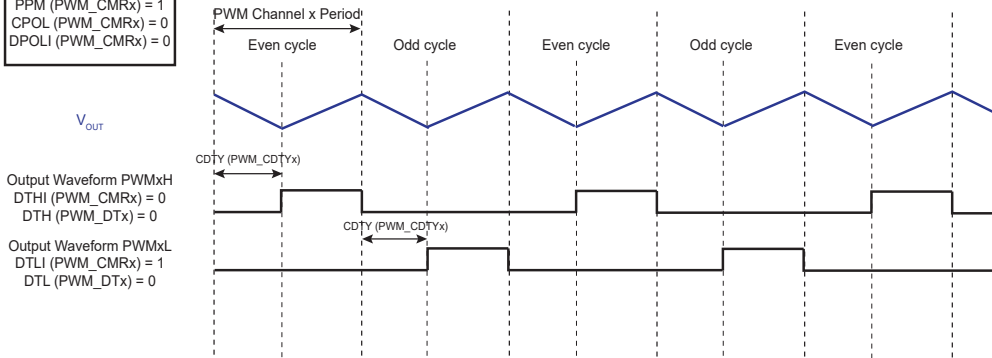 PPM (PWM_CMRx) = 1
CPOL (PWM_CMRx) = 0
DPOLI (PWM_CMRx) = 0
PWM Channel x Period
Even cycle
Odd cycle
Even cycle
Odd cycle
Even cycle
VOUT
CDTY (PWM_CDTYx)
Output Waveform PWMxH
DTHI (PWM_CMRx) = 0
DTH (PWM_DTx) = 0
CDTY (PWM_CDTYx)
Output Waveform PWMxL
DTLI (PWM_CMRx) = 1
DTL (PWM_DTx) = 0